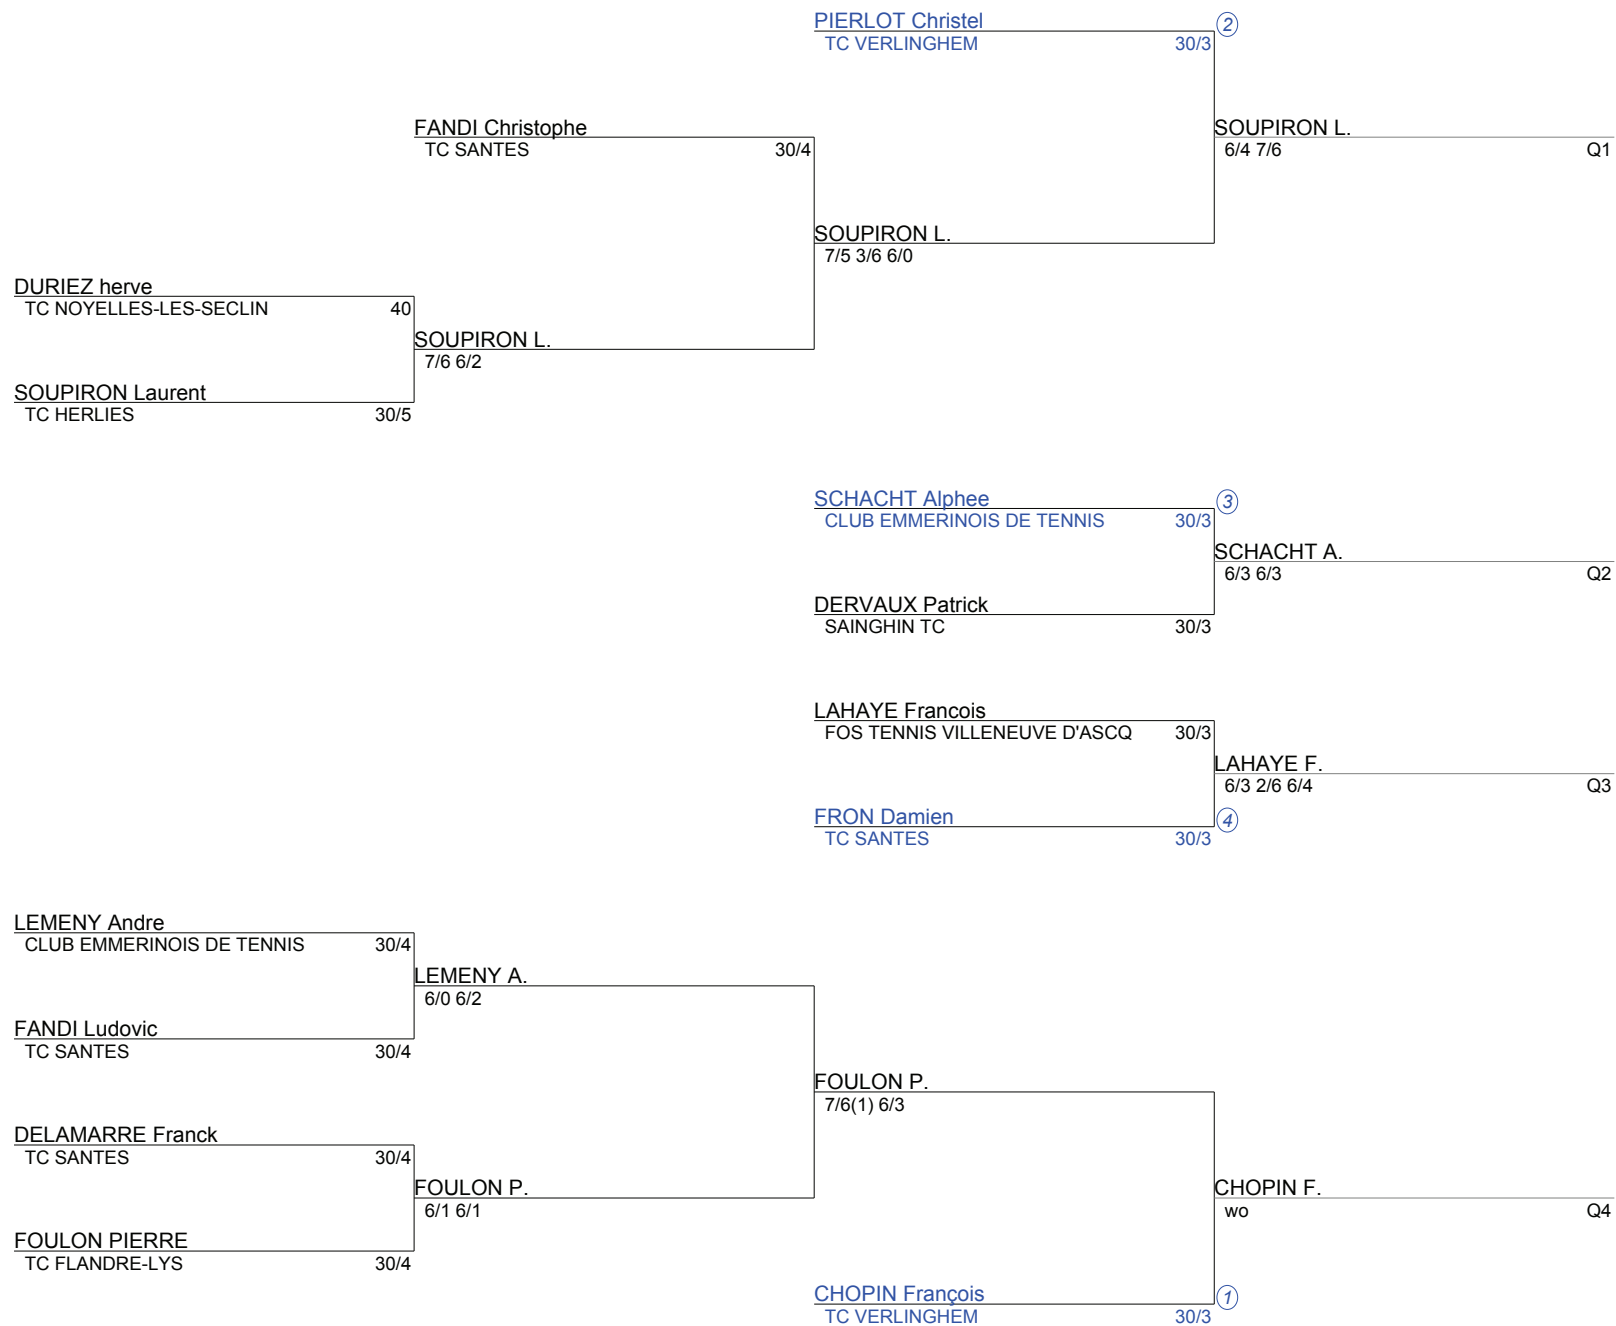 PIERLOT Christel 2
TC VERLINGHEM 30/3
FANDI Christophe
TC SANTES 30/4
SOUPIRON L.
6/4 7/6 Q1
SOUPIRON L.
7/5 3/6 6/0
DURIEZ herve
TC NOYELLES-LES-SECLIN 40
SOUPIRON L.
7/6 6/2
SOUPIRON Laurent
TC HERLIES 30/5
SCHACHT Alphee 3
CLUB EMMERINOIS DE TENNIS 30/3
SCHACHT A.
6/3 6/3 Q2
DERVAUX Patrick
SAINGHIN TC 30/3
LAHAYE Francois
FOS TENNIS VILLENEUVE D'ASCQ 30/3
LAHAYE F.
6/3 2/6 6/4 Q3
FRON Damien 4
TC SANTES 30/3
LEMENY Andre
CLUB EMMERINOIS DE TENNIS 30/4
LEMENY A.
6/0 6/2
FANDI Ludovic
TC SANTES 30/4
FOULON P.
7/6(1) 6/3
DELAMARRE Franck
TC SANTES 30/4
FOULON P.
6/1 6/1
CHOPIN F.
wo Q4
FOULON PIERRE
TC FLANDRE-LYS 30/4
CHOPIN François 1
TC VERLINGHEM 30/3